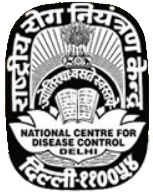 राष्ट्रीय रोग नियंत्रण केन्द्र
NATIONAL CENTRE FOR
DISEASE CONTROL
DELHI
दिल्ली-११००५४